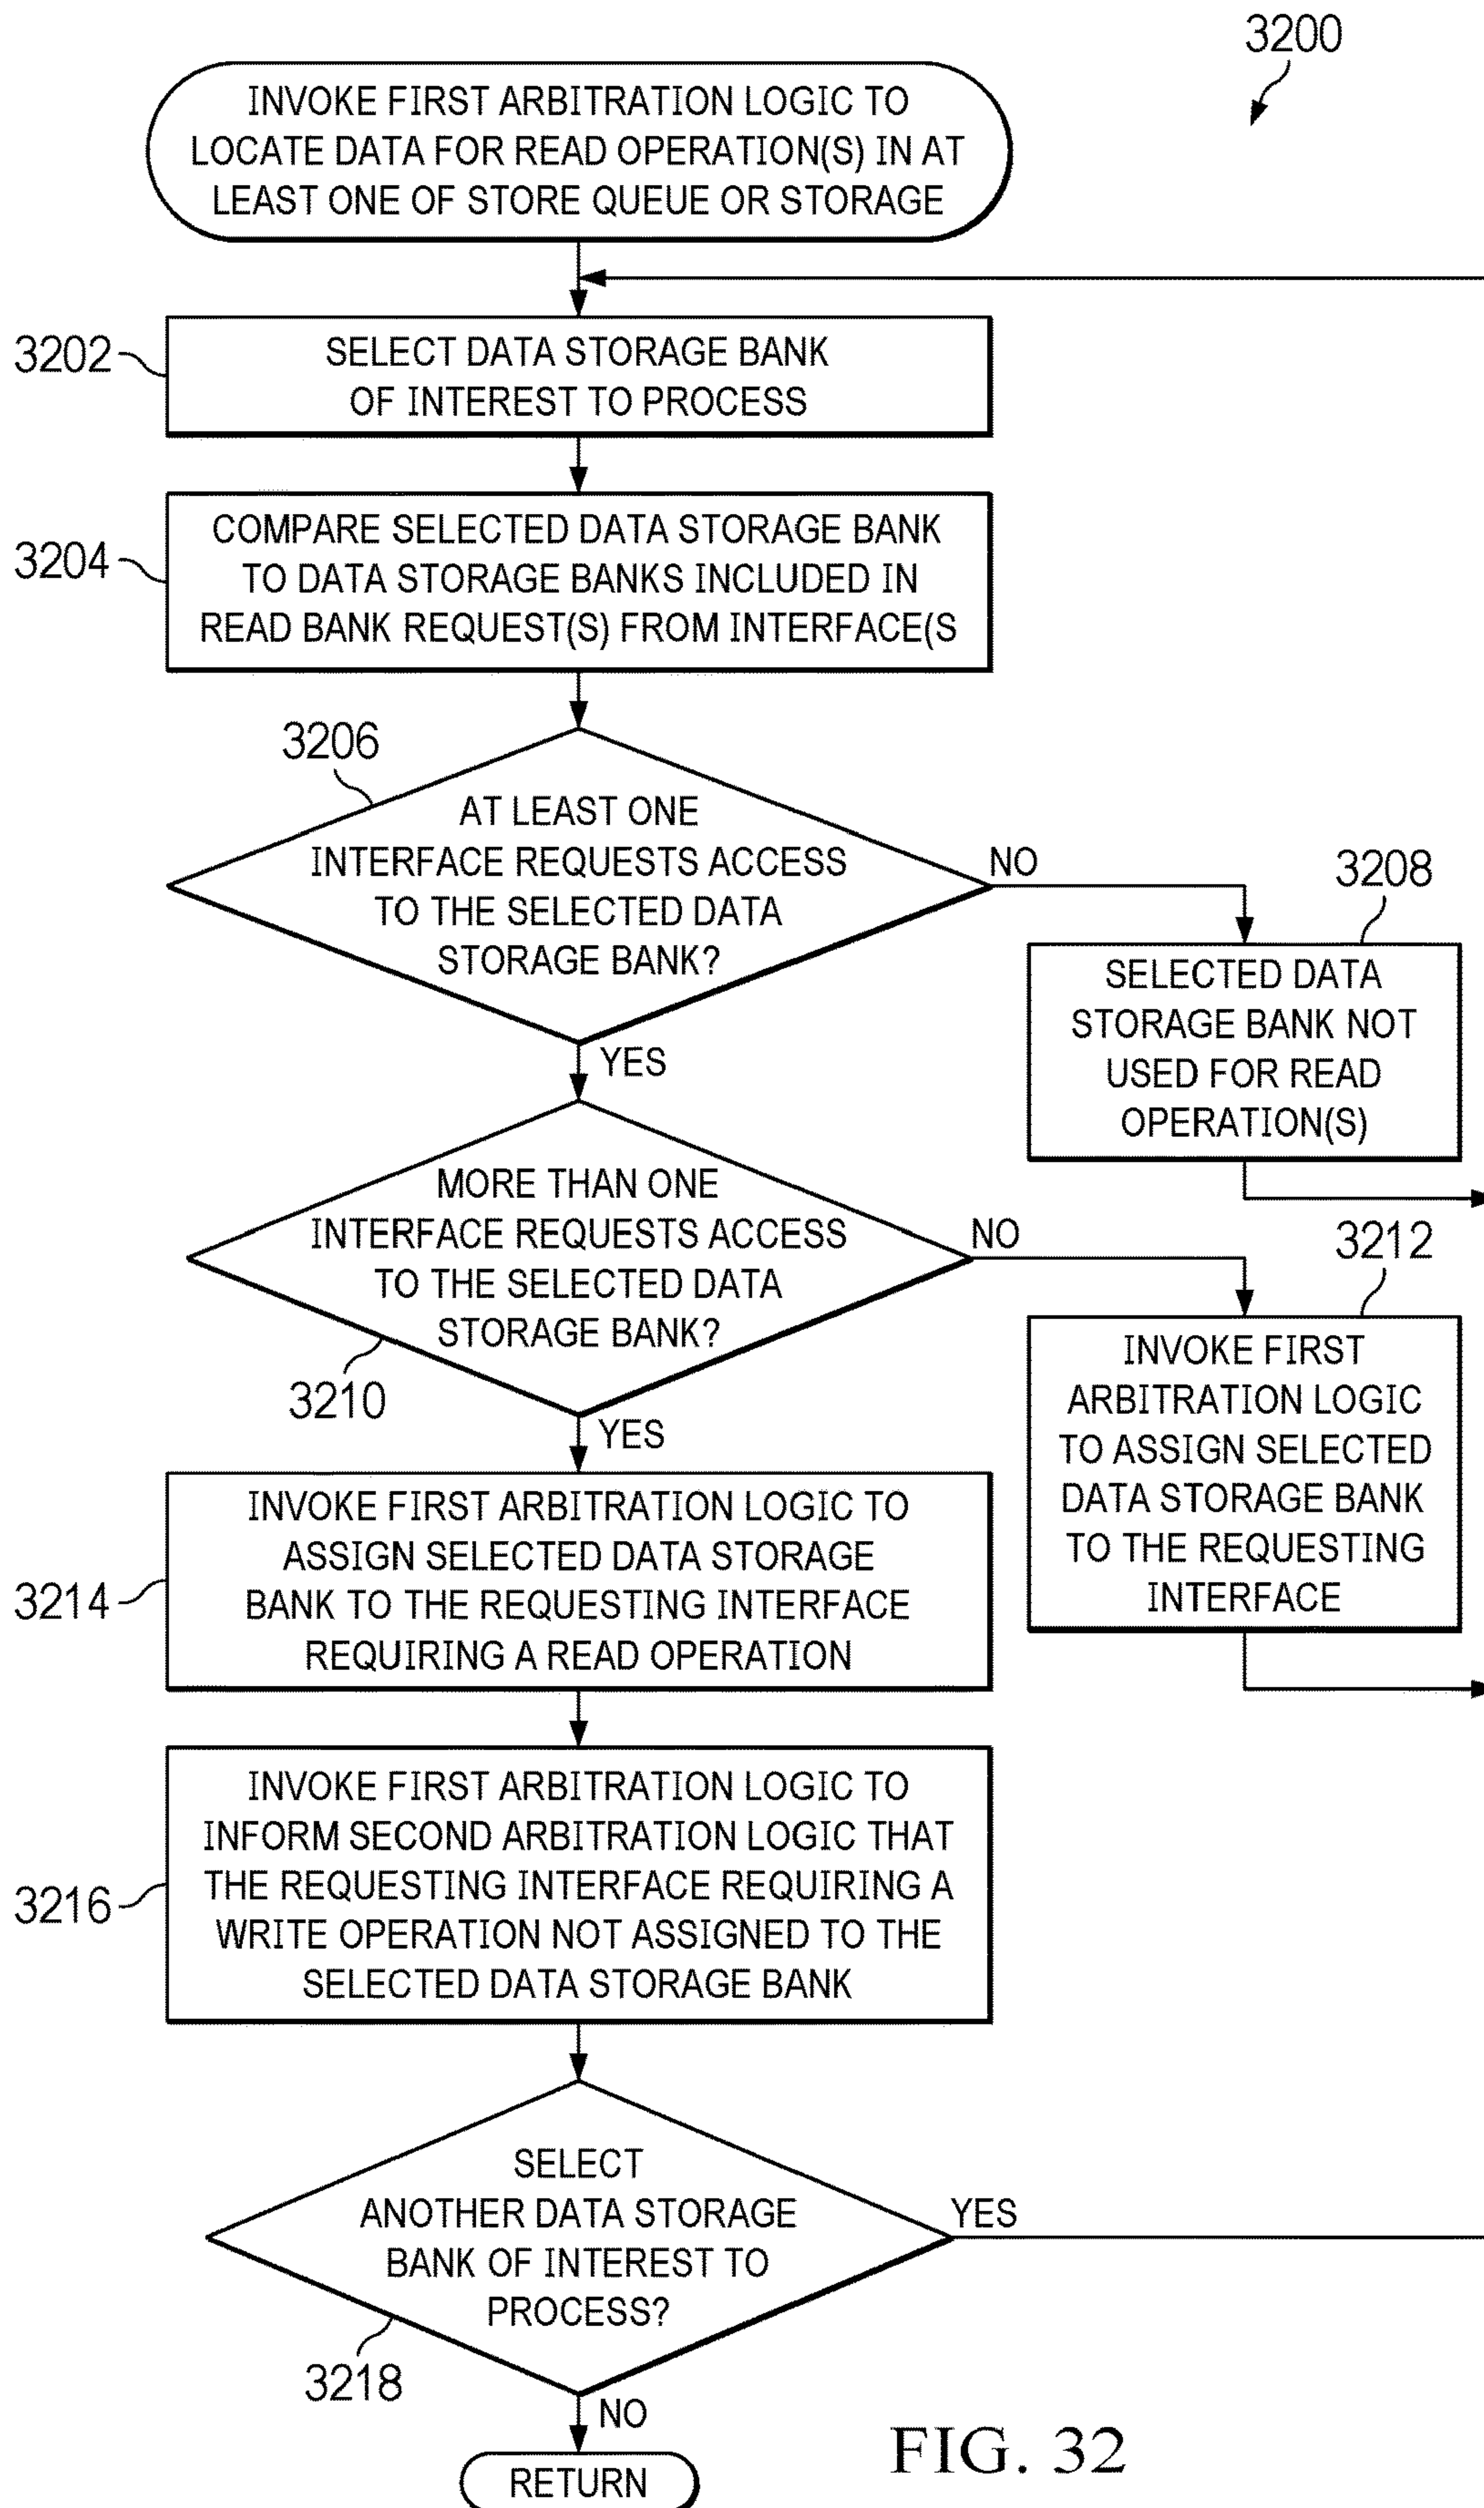 3200
INVOKE FIRST ARBITRATION LOGIC TO
LOCATE DATA FOR READ OPERATION(S) IN AT
LEAST ONE OF STORE QUEUE OR STORAGE
3202
SELECT DATA STORAGE BANK
OF INTEREST TO PROCESS
3204
COMPARE SELECTED DATA STORAGE BANK
TO DATA STORAGE BANKS INCLUDED IN
READ BANK REQUEST(S) FROM INTERFACE(S
3206
AT LEAST ONE
INTERFACE REQUESTS ACCESS
TO THE SELECTED DATA
STORAGE BANK?
NO
3208
SELECTED DATA
STORAGE BANK NOT
USED FOR READ
OPERATION(S)
YES
MORE THAN ONE
INTERFACE REQUESTS ACCESS
TO THE SELECTED DATA
STORAGE BANK?
3210
NO
3212
INVOKE FIRST
ARBITRATION LOGIC
TO ASSIGN SELECTED
DATA STORAGE BANK
TO THE REQUESTING
INTERFACE
YES
3214
INVOKE FIRST ARBITRATION LOGIC TO
ASSIGN SELECTED DATA STORAGE
BANK TO THE REQUESTING INTERFACE
REQUIRING A READ OPERATION
3216
INVOKE FIRST ARBITRATION LOGIC TO
INFORM SECOND ARBITRATION LOGIC THAT
THE REQUESTING INTERFACE REQUIRING A
WRITE OPERATION NOT ASSIGNED TO THE
SELECTED DATA STORAGE BANK
SELECT
ANOTHER DATA STORAGE
BANK OF INTEREST TO
PROCESS?
YES
3218
NO
RETURN
FIG. 32